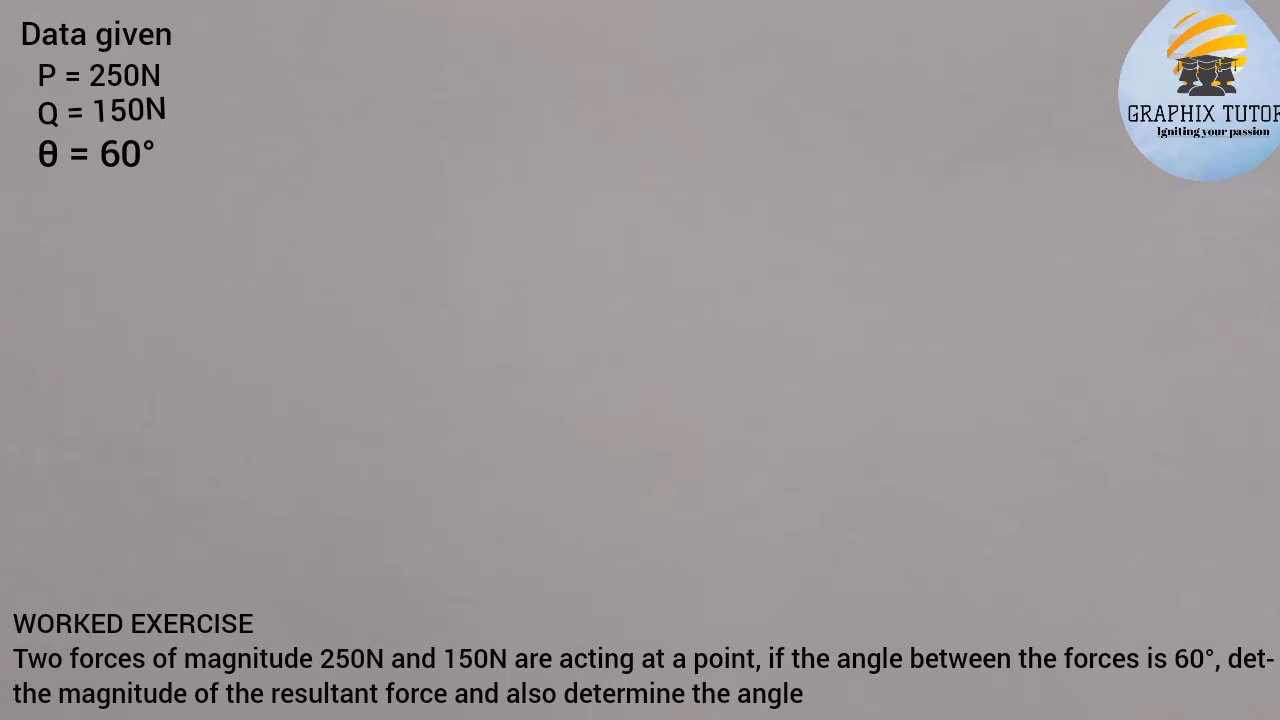 Data given
P = 250N
Q = 150N
θ = 60°
GRAPHIX TUTOR
Igniting your passion
WORKED EXERCISE
Two forces of magnitude 250N and 150N are acting at a point, if the angle between the forces is 60°, det-
the magnitude of the resultant force and also determine the angle